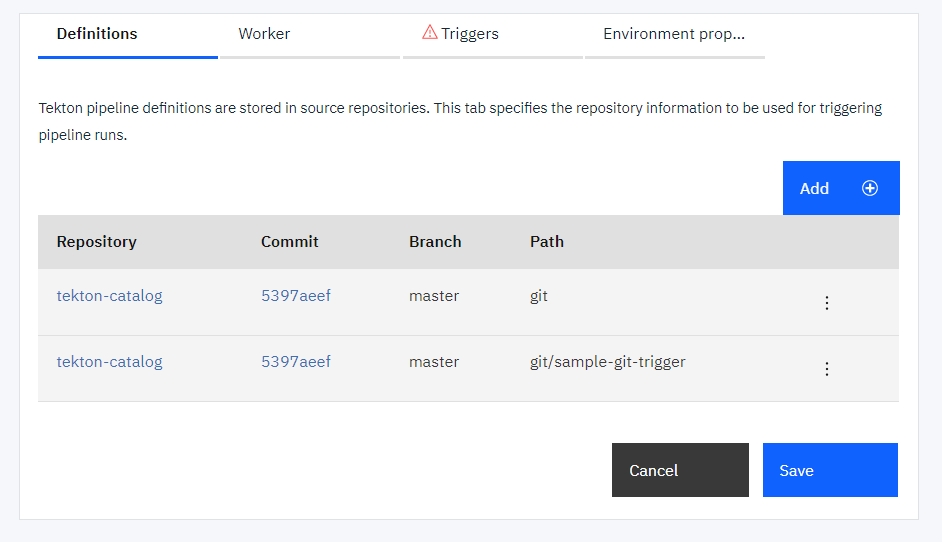 Definitions Worker Triggers Environment prop...
Tekton pipeline definitions are stored in source repositories. This tab specifies the repository information to be used for triggering
pipeline runs.
Add
Repository Commit Branch Path
tekton-catalog 5397aeef master git
tekton-catalog 5397aeef master git/sample-git-trigger
Cancel Save